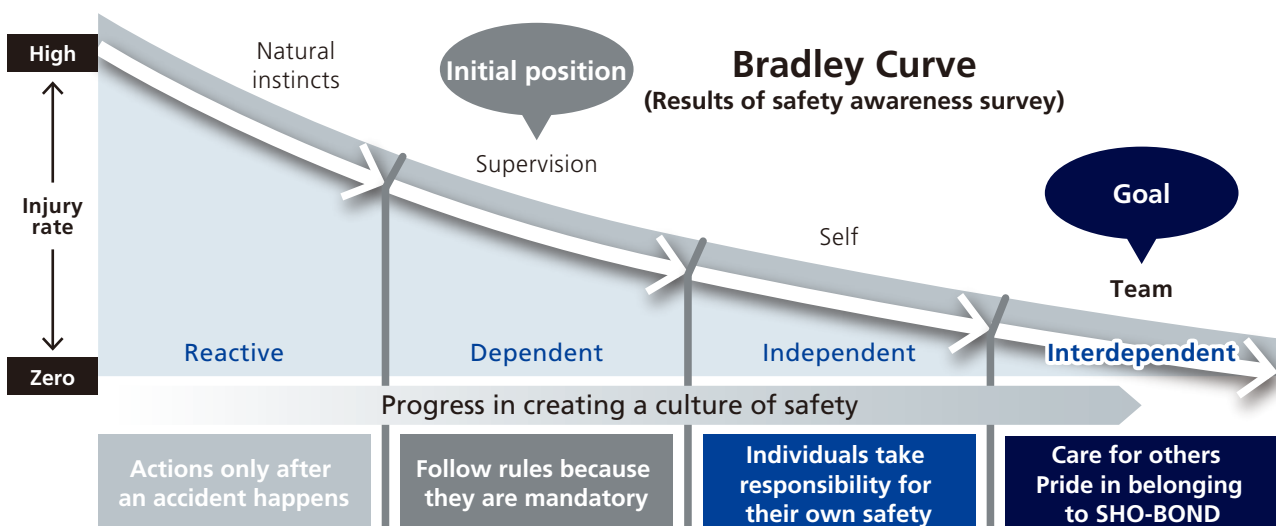 Bradley Curve
(Results of safety awareness survey)
High
Injury
rate
Zero
Natural
instincts
Initial position
Supervision
Self
Goal
Team
Reactive
Dependent
Independent
Interdependent
Progress in creating a culture of safety
Actions only after
an accident happens
Follow rules because
they are mandatory
Individuals take
responsibility for
their own safety
Care for others
Pride in belonging
to SHO-BOND